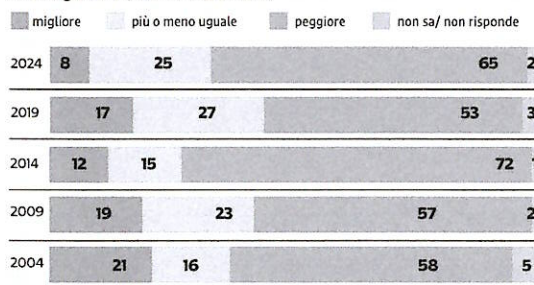 migliore più o meno uguale peggiore non sa/ non risponde
2024 8 25 65 2
2019 17 27 53 3
2014 12 15 72
2009 19 23 57 2
2004 21 16 58 5